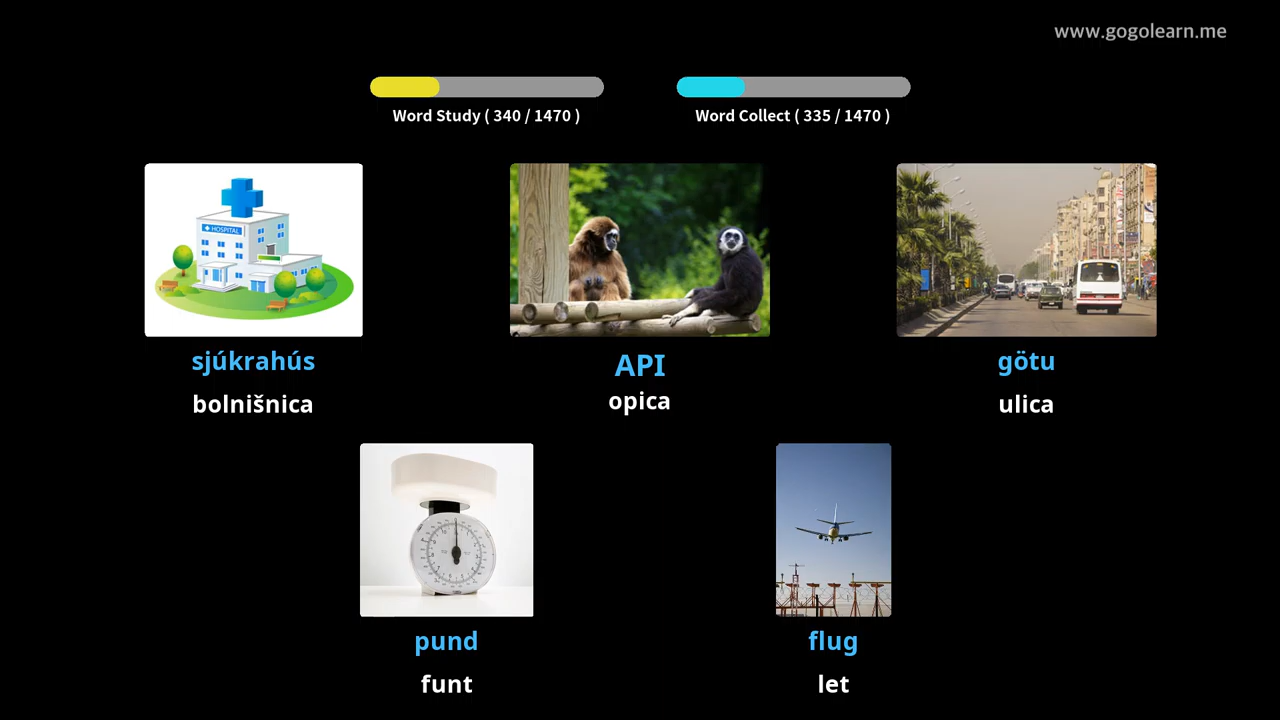 www.gogolearn.me
Word Study ( 340 / 1470 )
Word Collect ( 335 / 1470 )
HOSPITAL
sjúkrahús
bolnišnica
API
opica
götu
ulica
pund
funt
flug
let